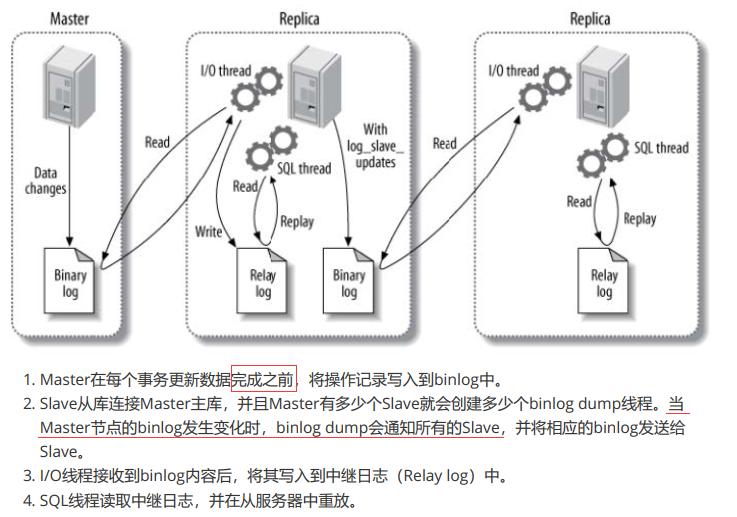 Master
Replica
Replica
I/O thread
I/O thread
With
log_slave_
updates
Read
Read
SQL thread
SQL thread
Data
changes
Read
Read
Replay
Replay
Write
Binary
log
Relay
log
Binary
log
Relay
log
1. Master在每个事务更新数据完成之前，将操作记录写入到binlog中。
2. Slave从库连接Master主库，并且Master有多少个Slave就会创建多少个binlog dump线程。当
Master节点的binlog发生变化时，binlog dump会通知所有的Slave，并将相应的binlog发送给
Slave。
3. I/O线程接收到binlog内容后，将其写入到中继日志（Relay log）中。
4. SQL线程读取中继日志，并在从服务器中重放。